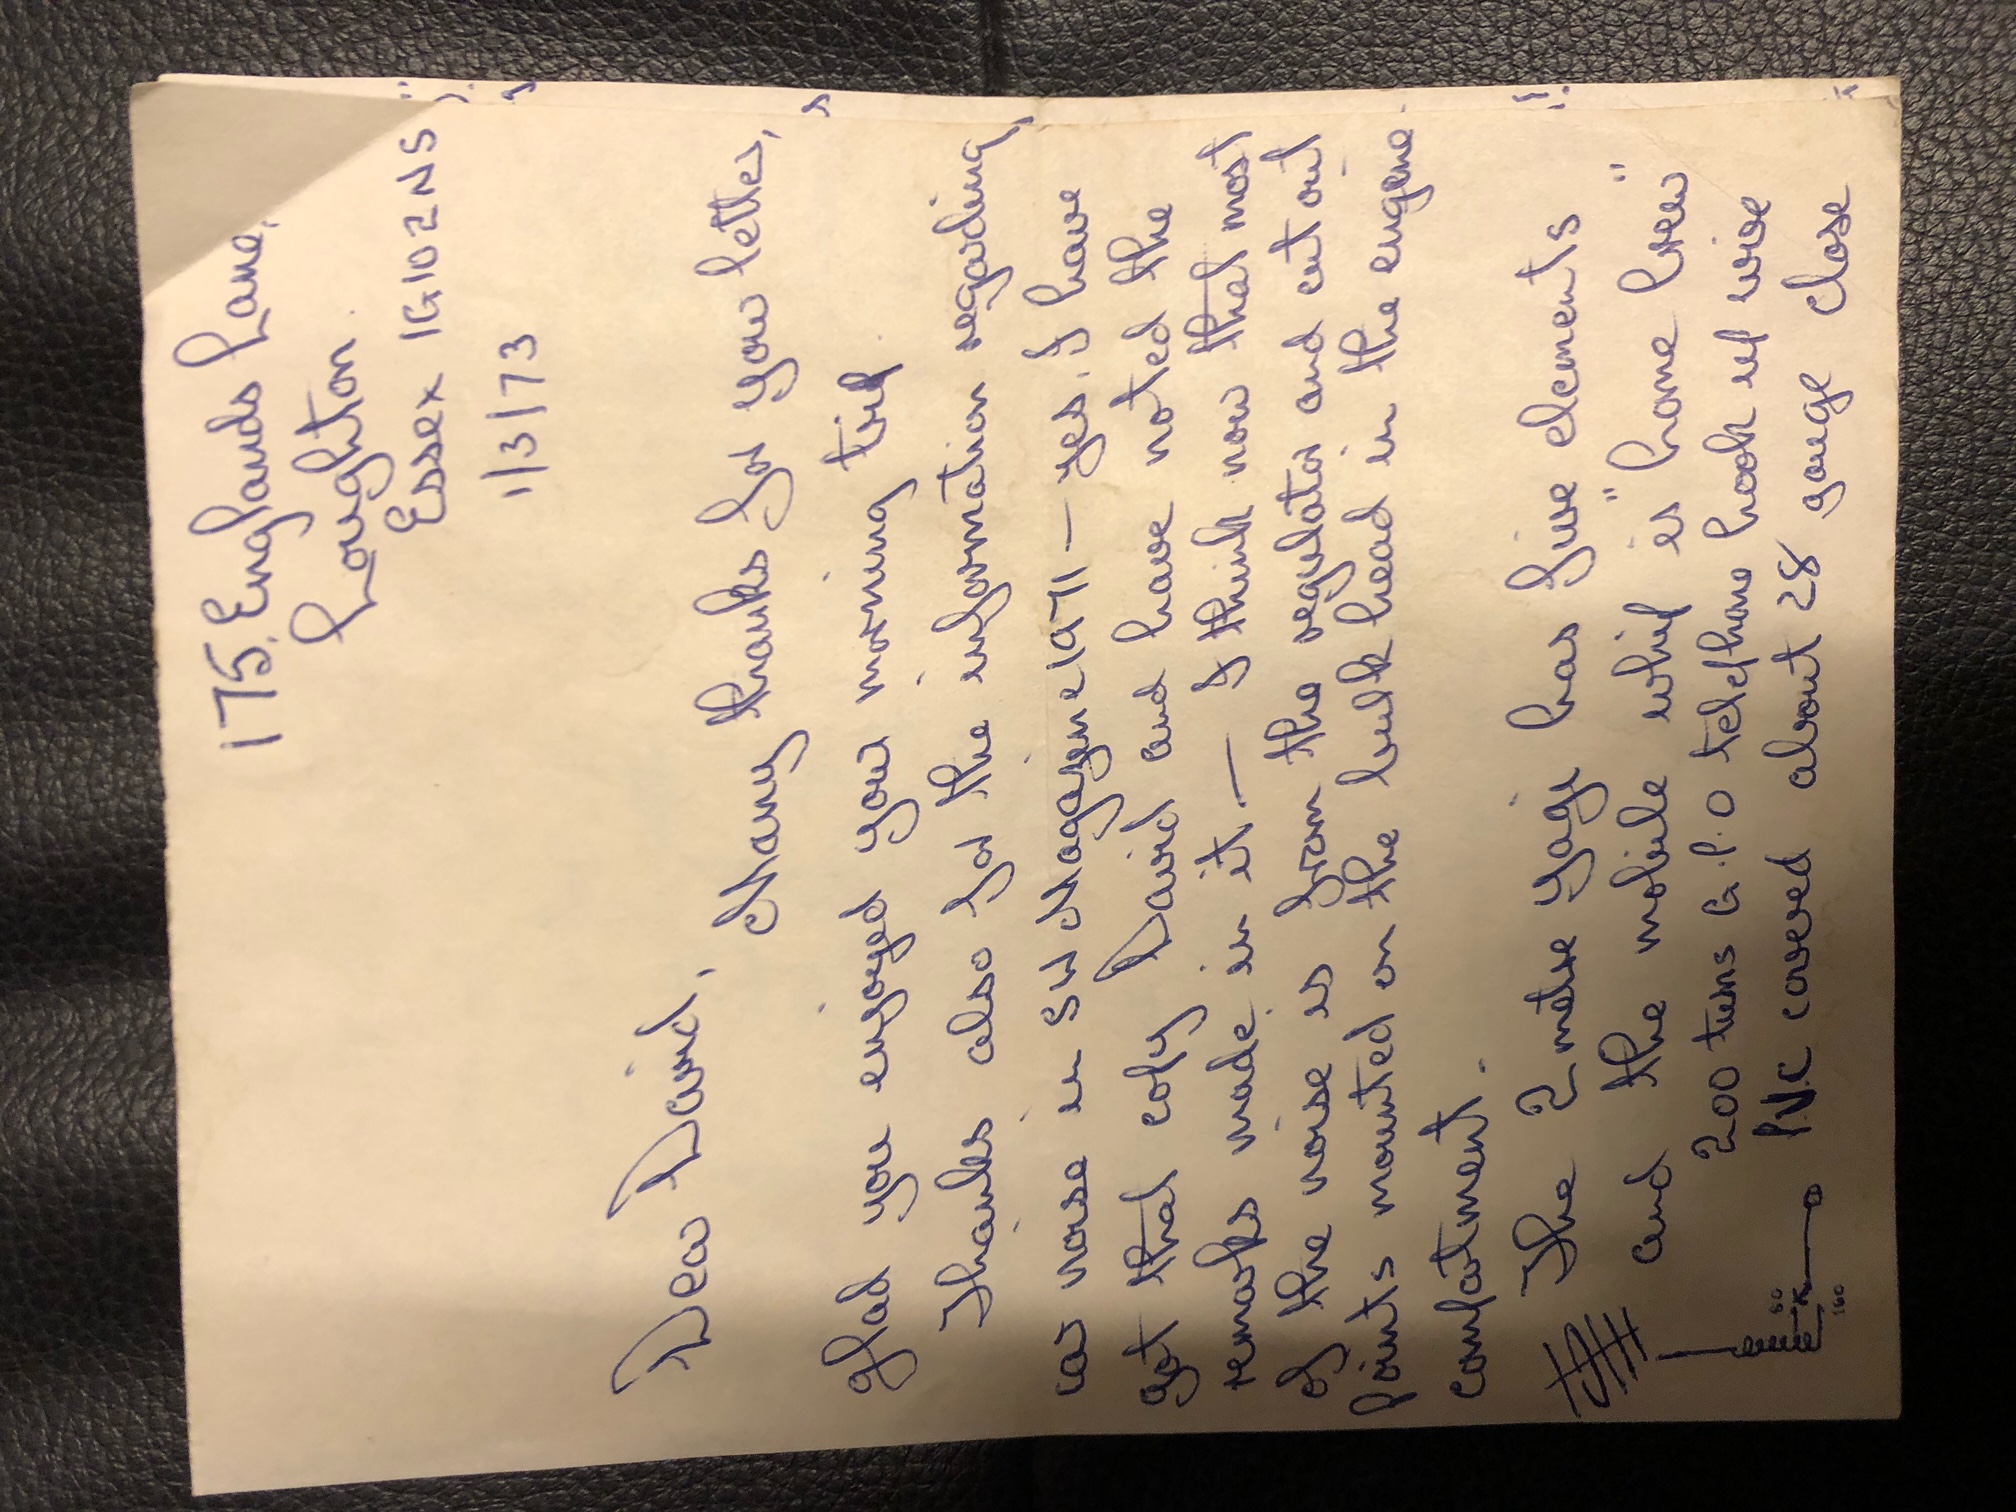 175, Englands Lane,
Loughton.
Essex IG10 2NS
1/3/73
Dear David,
Many thanks for your letter,
glad you enjoyed your morning trip.
Thanks also for the information regarding
car noise in SW Magazine 1971 — yes, I have
got that copy David and have noted the
remarks made in it. — I think now that most
of the noise is from the regulator and cut out
points mounted on the bulk head in the engine
compartment.
The 2 metre yagi has five elements
and the mobile whip is "home brew"
200 turns G.P.O telephone hook up wire
PVC covered about 28 gauge close
80
160